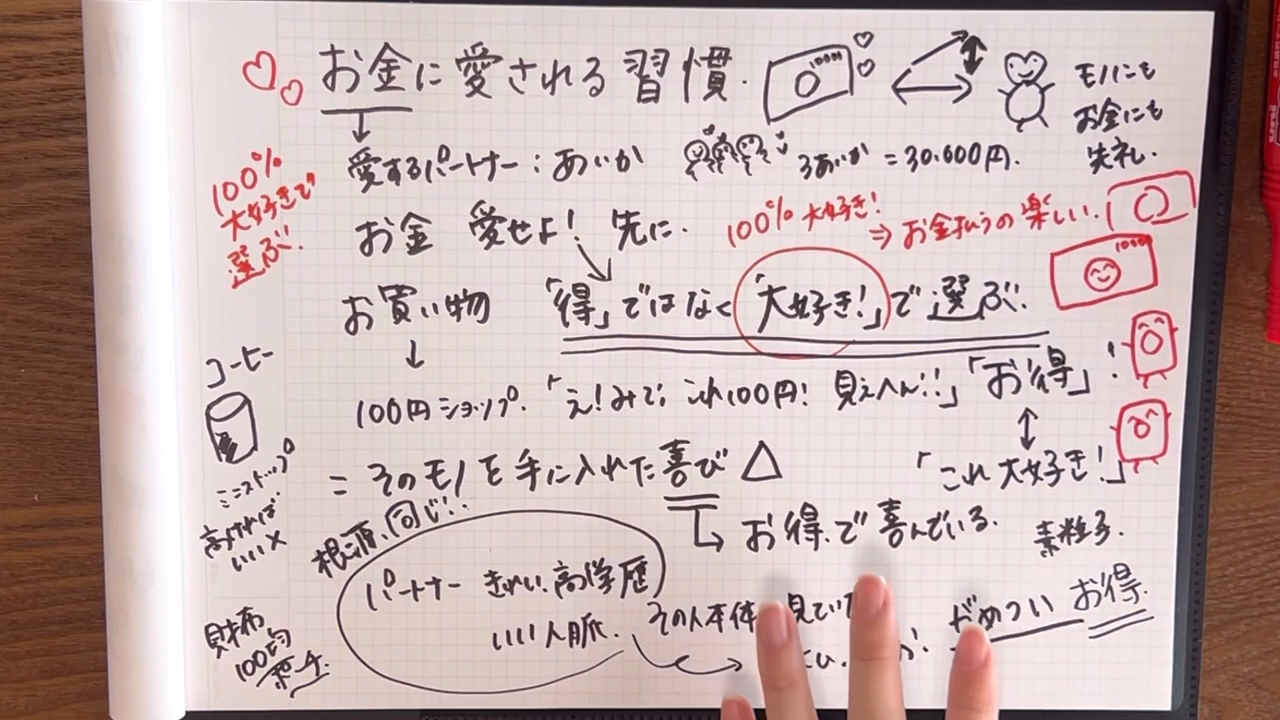 お金に愛される習慣.
1000
モノにも
お金にも
失礼.
100%
大好きで
選ぶ!
愛するパートナー:あいか
3あいか=30.000円.
お金 愛せよ! 先に.
100%大好き!
⇒お金払うの楽しい.
1000
お買い物 「得」ではなく「大好き!」で選ぶ.
コーヒー
100円ショップ.「え!みて!これ100円!見えへん!!」「お得」!
「これ大好き!」
ミニストップ
高ければ
いい×
=そのモノを手に入れた喜び△
お得で喜んでいる.
素粒子.
根源.同じ!!
パートナー きれい.高学歴
いい人脈.
その人本体 見てい
がめつい お得.
財布
100均